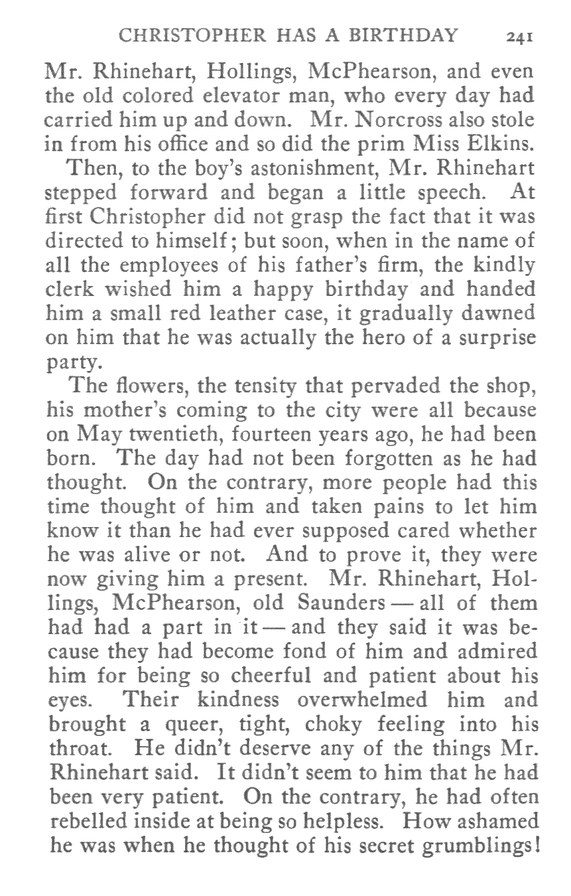 CHRISTOPHER HAS A BIRTHDAY 241
Mr. Rhinehart, Hollings, McPhearson, and even
the old colored elevator man, who every day had
carried him up and down. Mr. Norcross also stole
in from his office and so did the prim Miss Elkins.
Then, to the boy's astonishment, Mr. Rhinehart
stepped forward and began a little speech. At
first Christopher did not grasp the fact that it was
directed to himself; but soon, when in the name of
all the employees of his father's firm, the kindly
clerk wished him a happy birthday and handed
him a small red leather case, it gradually dawned
on him that he was actually the hero of a surprise
party.
The flowers, the tensity that pervaded the shop,
his mother's coming to the city were all because
on May twentieth, fourteen years ago, he had been
born. The day had not been forgotten as he had
thought. On the contrary, more people had this
time thought of him and taken pains to let him
know it than he had ever supposed cared whether
he was alive or not. And to prove it, they were
now giving him a present. Mr. Rhinehart, Hol-
lings, McPhearson, old Saunders — all of them
had had a part in it — and they said it was be-
cause they had become fond of him and admired
him for being so cheerful and patient about his
eyes. Their kindness overwhelmed him and
brought a queer, tight, choky feeling into his
throat. He didn't deserve any of the things Mr.
Rhinehart said. It didn't seem to him that he had
been very patient. On the contrary, he had often
rebelled inside at being so helpless. How ashamed
he was when he thought of his secret grumblings!